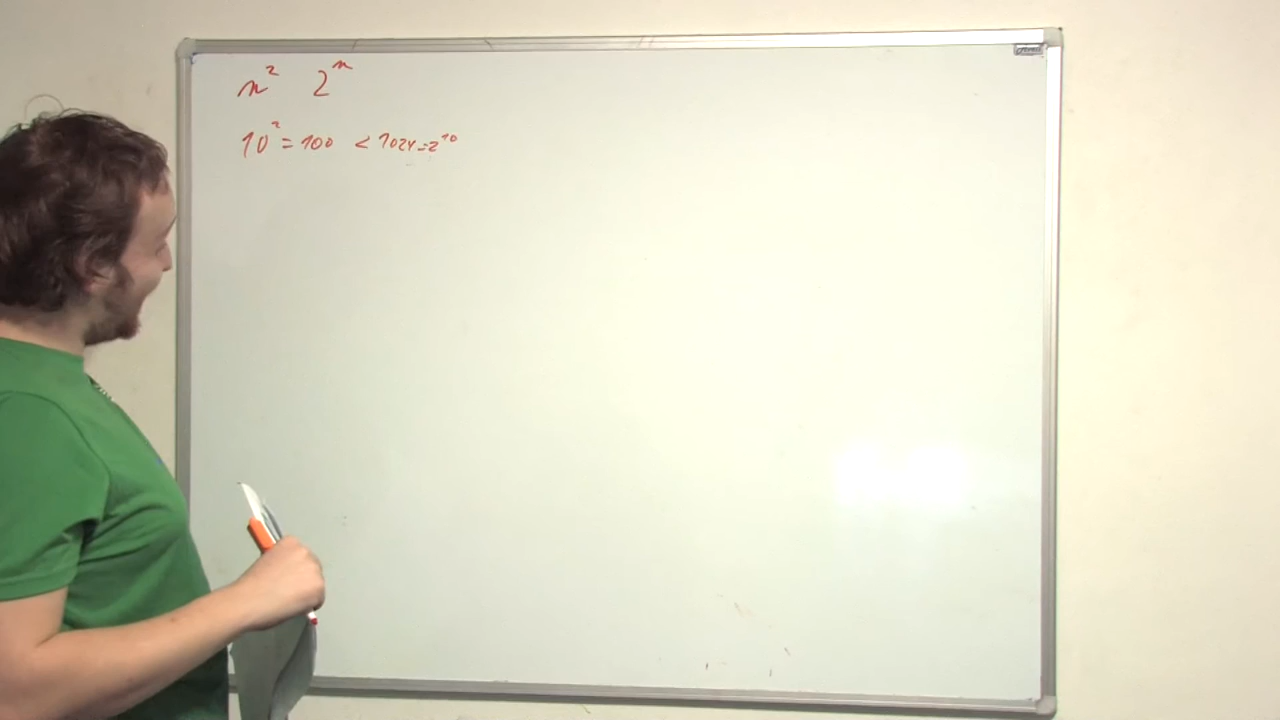 n² 2ⁿ
10² = 100 < 1024 = 2¹⁰